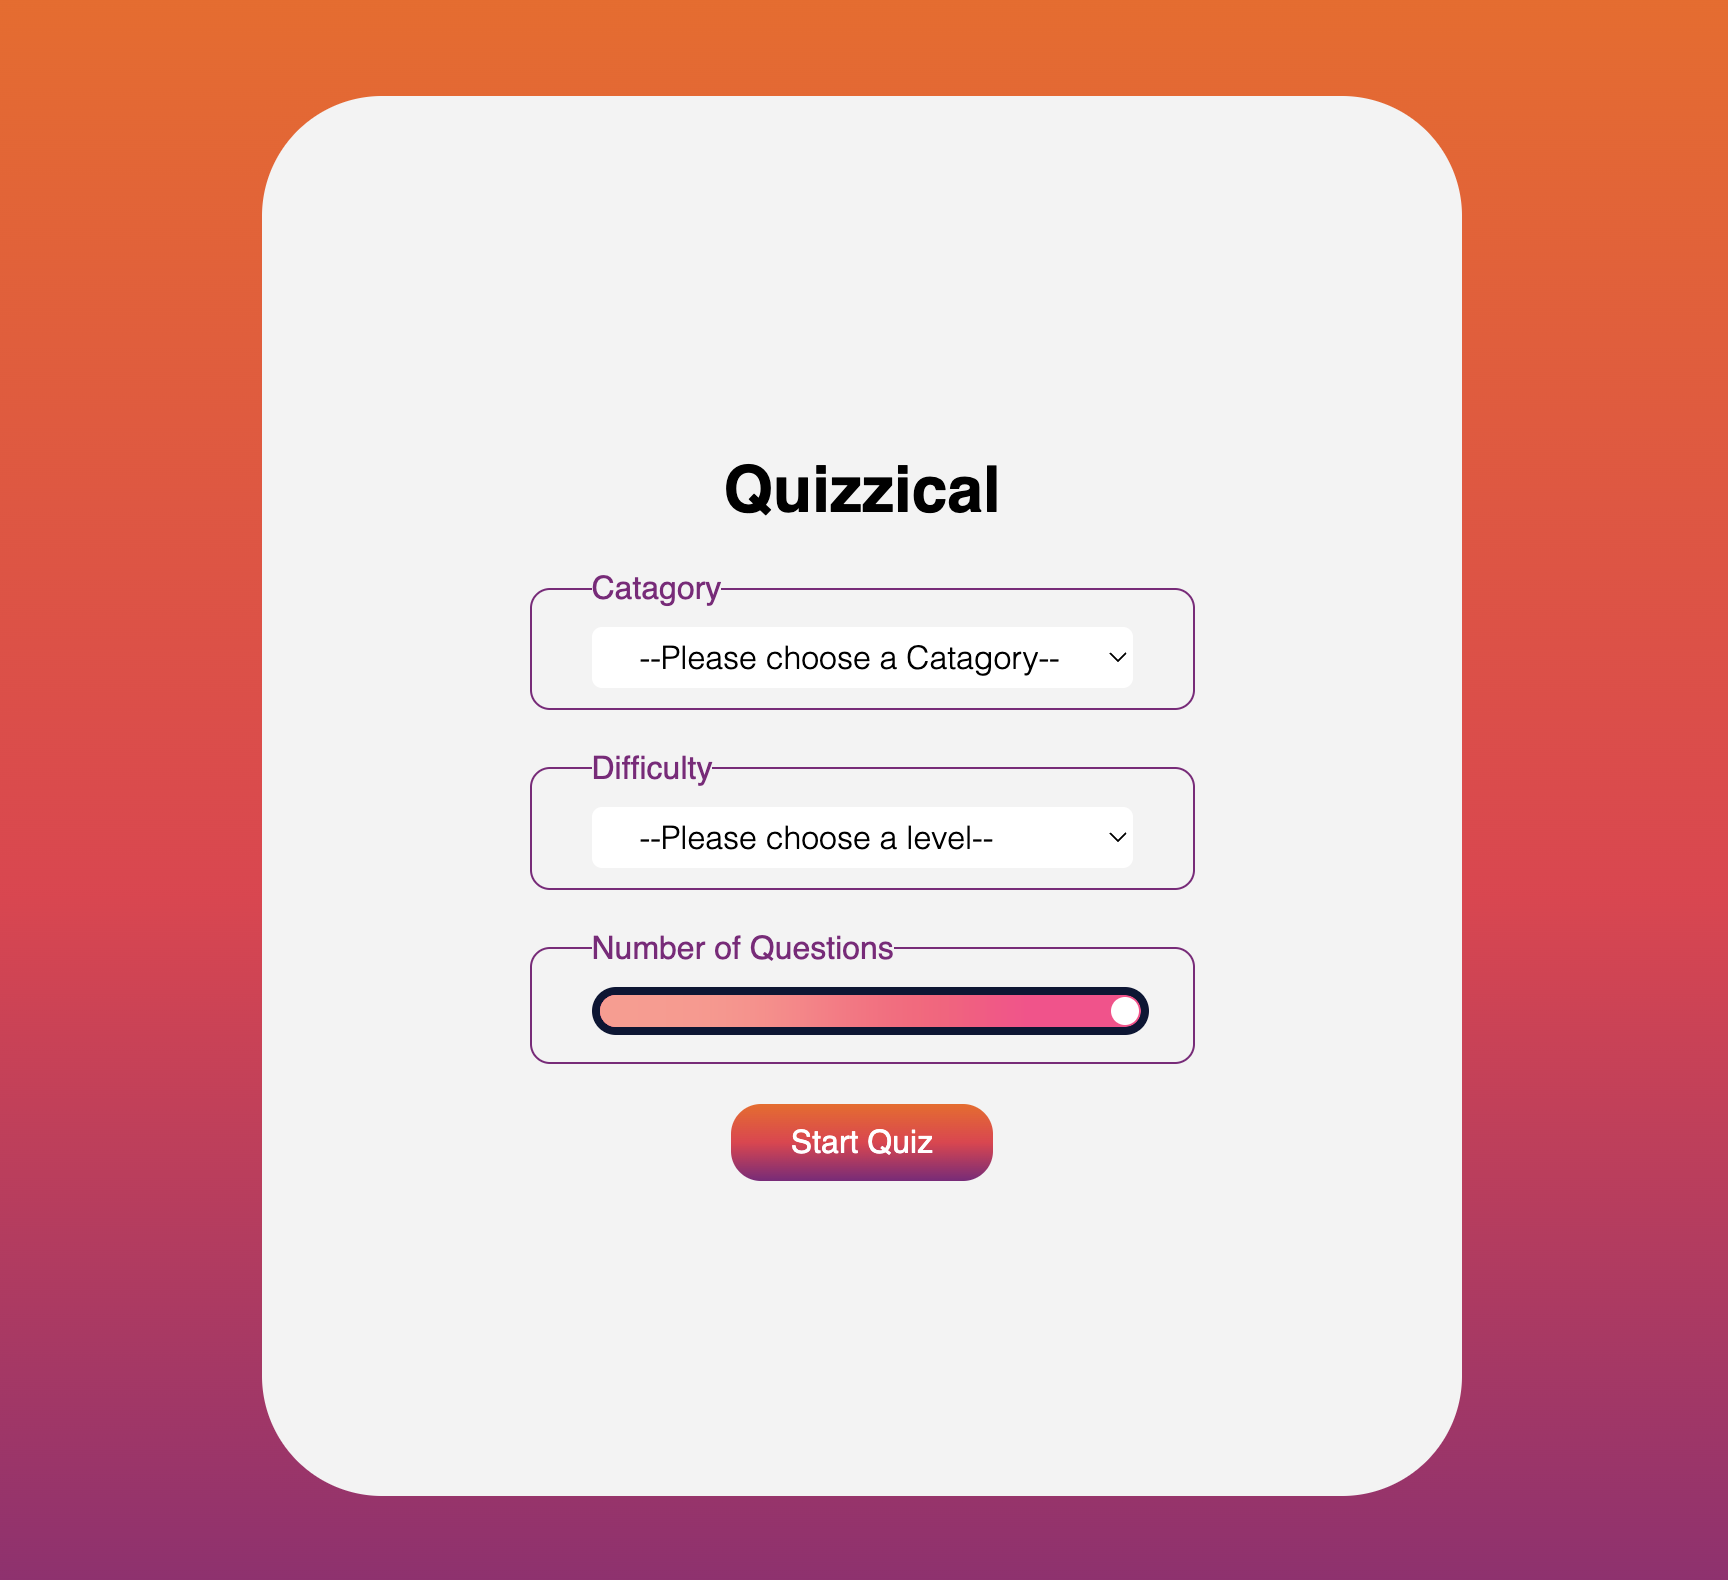 Quizzical
Catagory
--Please choose a Catagory--
Difficulty
--Please choose a level--
Number of Questions
Start Quiz